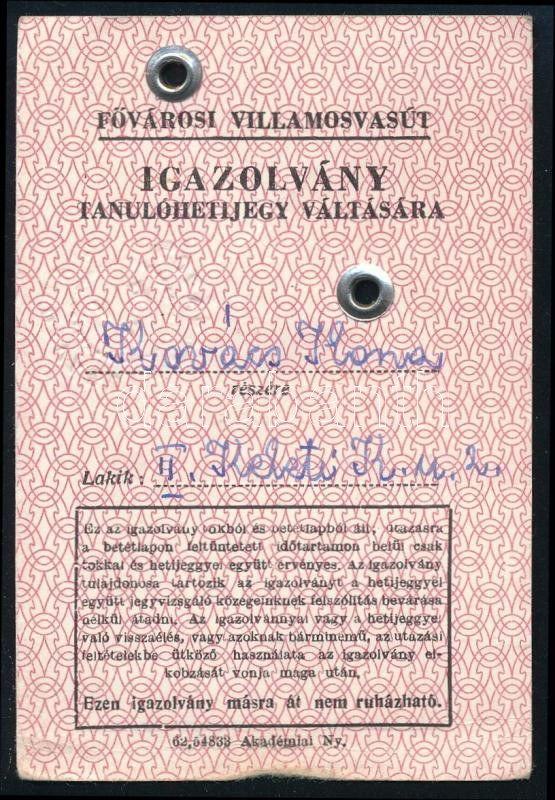 FŐVÁROSI VILLAMOSVASÚT
IGAZOLVÁNY
TANULÓHETIJEGY VÁLTÁSÁRA
Kovács Ilona
részére
Lakik: II. Keleti K. u. 2.
Ez az igazolvány tokból és betétlapból áll, utazásra
a betétlapon feltüntetett időtartamon belül csak
tokkal és hetijeggyel együtt érvényes. Az igazolvány
tulajdonosa tartozik az igazolványt a hetijeggyel
együtt jegyvizsgáló közegeinknek felszólítás bevárása
nélkül átadni. Az igazolvánnyal vagy a hetijeggyel
való visszaélés, vagy azoknak bárminemű, az utazási
feltételekbe ütköző használata az igazolvány el-
kobzását vonja maga után.
Ezen igazolvány másra át nem ruházható.
62,54833 Akadémiai Ny.